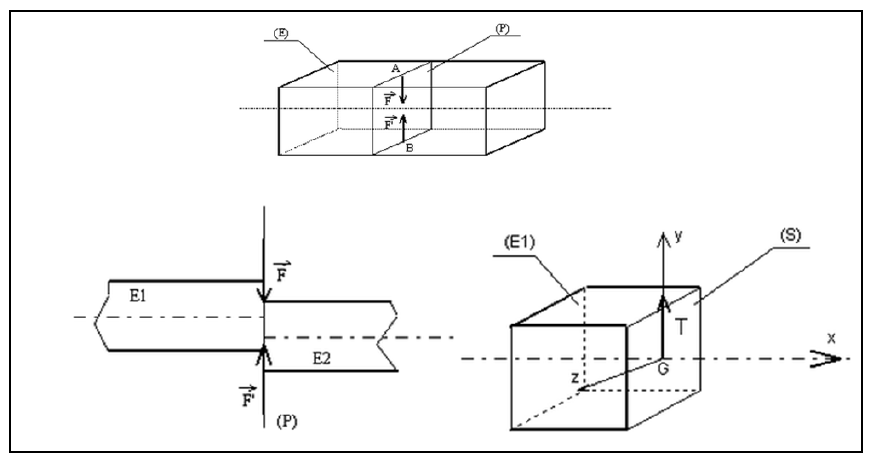 (E)
(P)
A
F
F'
B
(E1)
y
(S)
F
E1
T
x
E2
G
z
F'
(P)